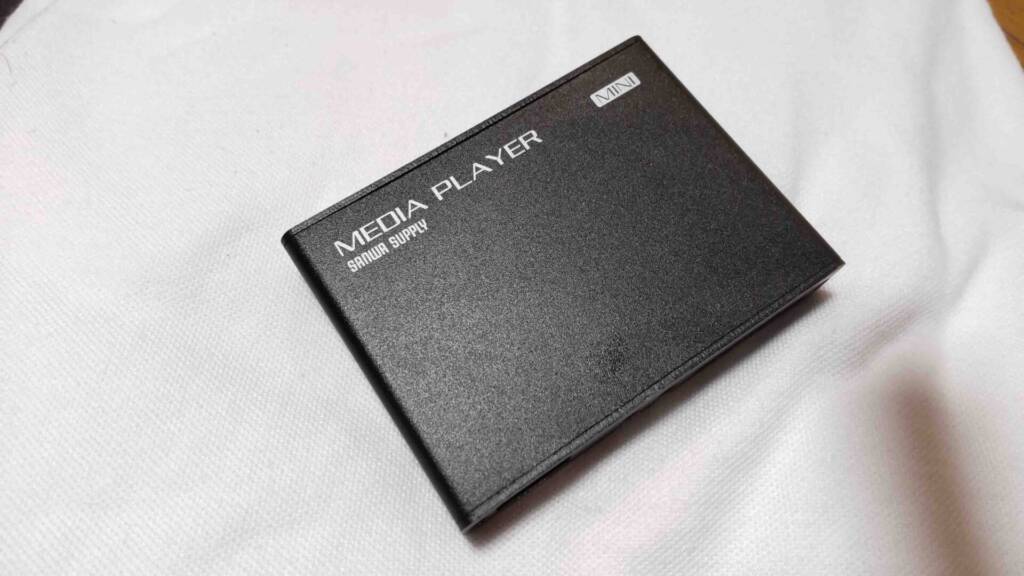 MINI
MEDIA PLAYER
SANWA SUPPLY